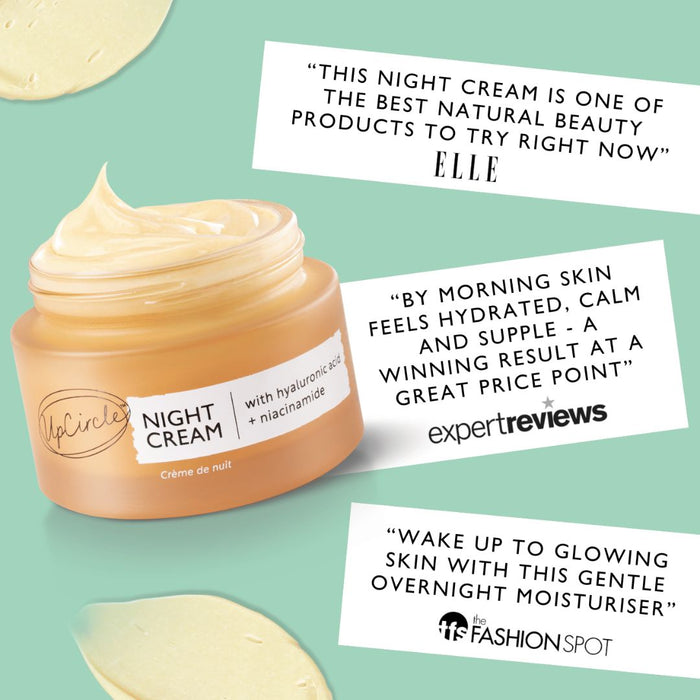 “THIS NIGHT CREAM IS ONE OF
THE BEST NATURAL BEAUTY
PRODUCTS TO TRY RIGHT NOW”
ELLE
“BY MORNING SKIN
FEELS HYDRATED, CALM
AND SUPPLE - A
WINNING RESULT AT A
GREAT PRICE POINT”
expertreviews
UpCircle
NIGHT
CREAM
with hyaluronic acid
+ niacinamide
Crème de nuit
“WAKE UP TO GLOWING
SKIN WITH THIS GENTLE
OVERNIGHT MOISTURISER”
tfs the
FASHION SPOT